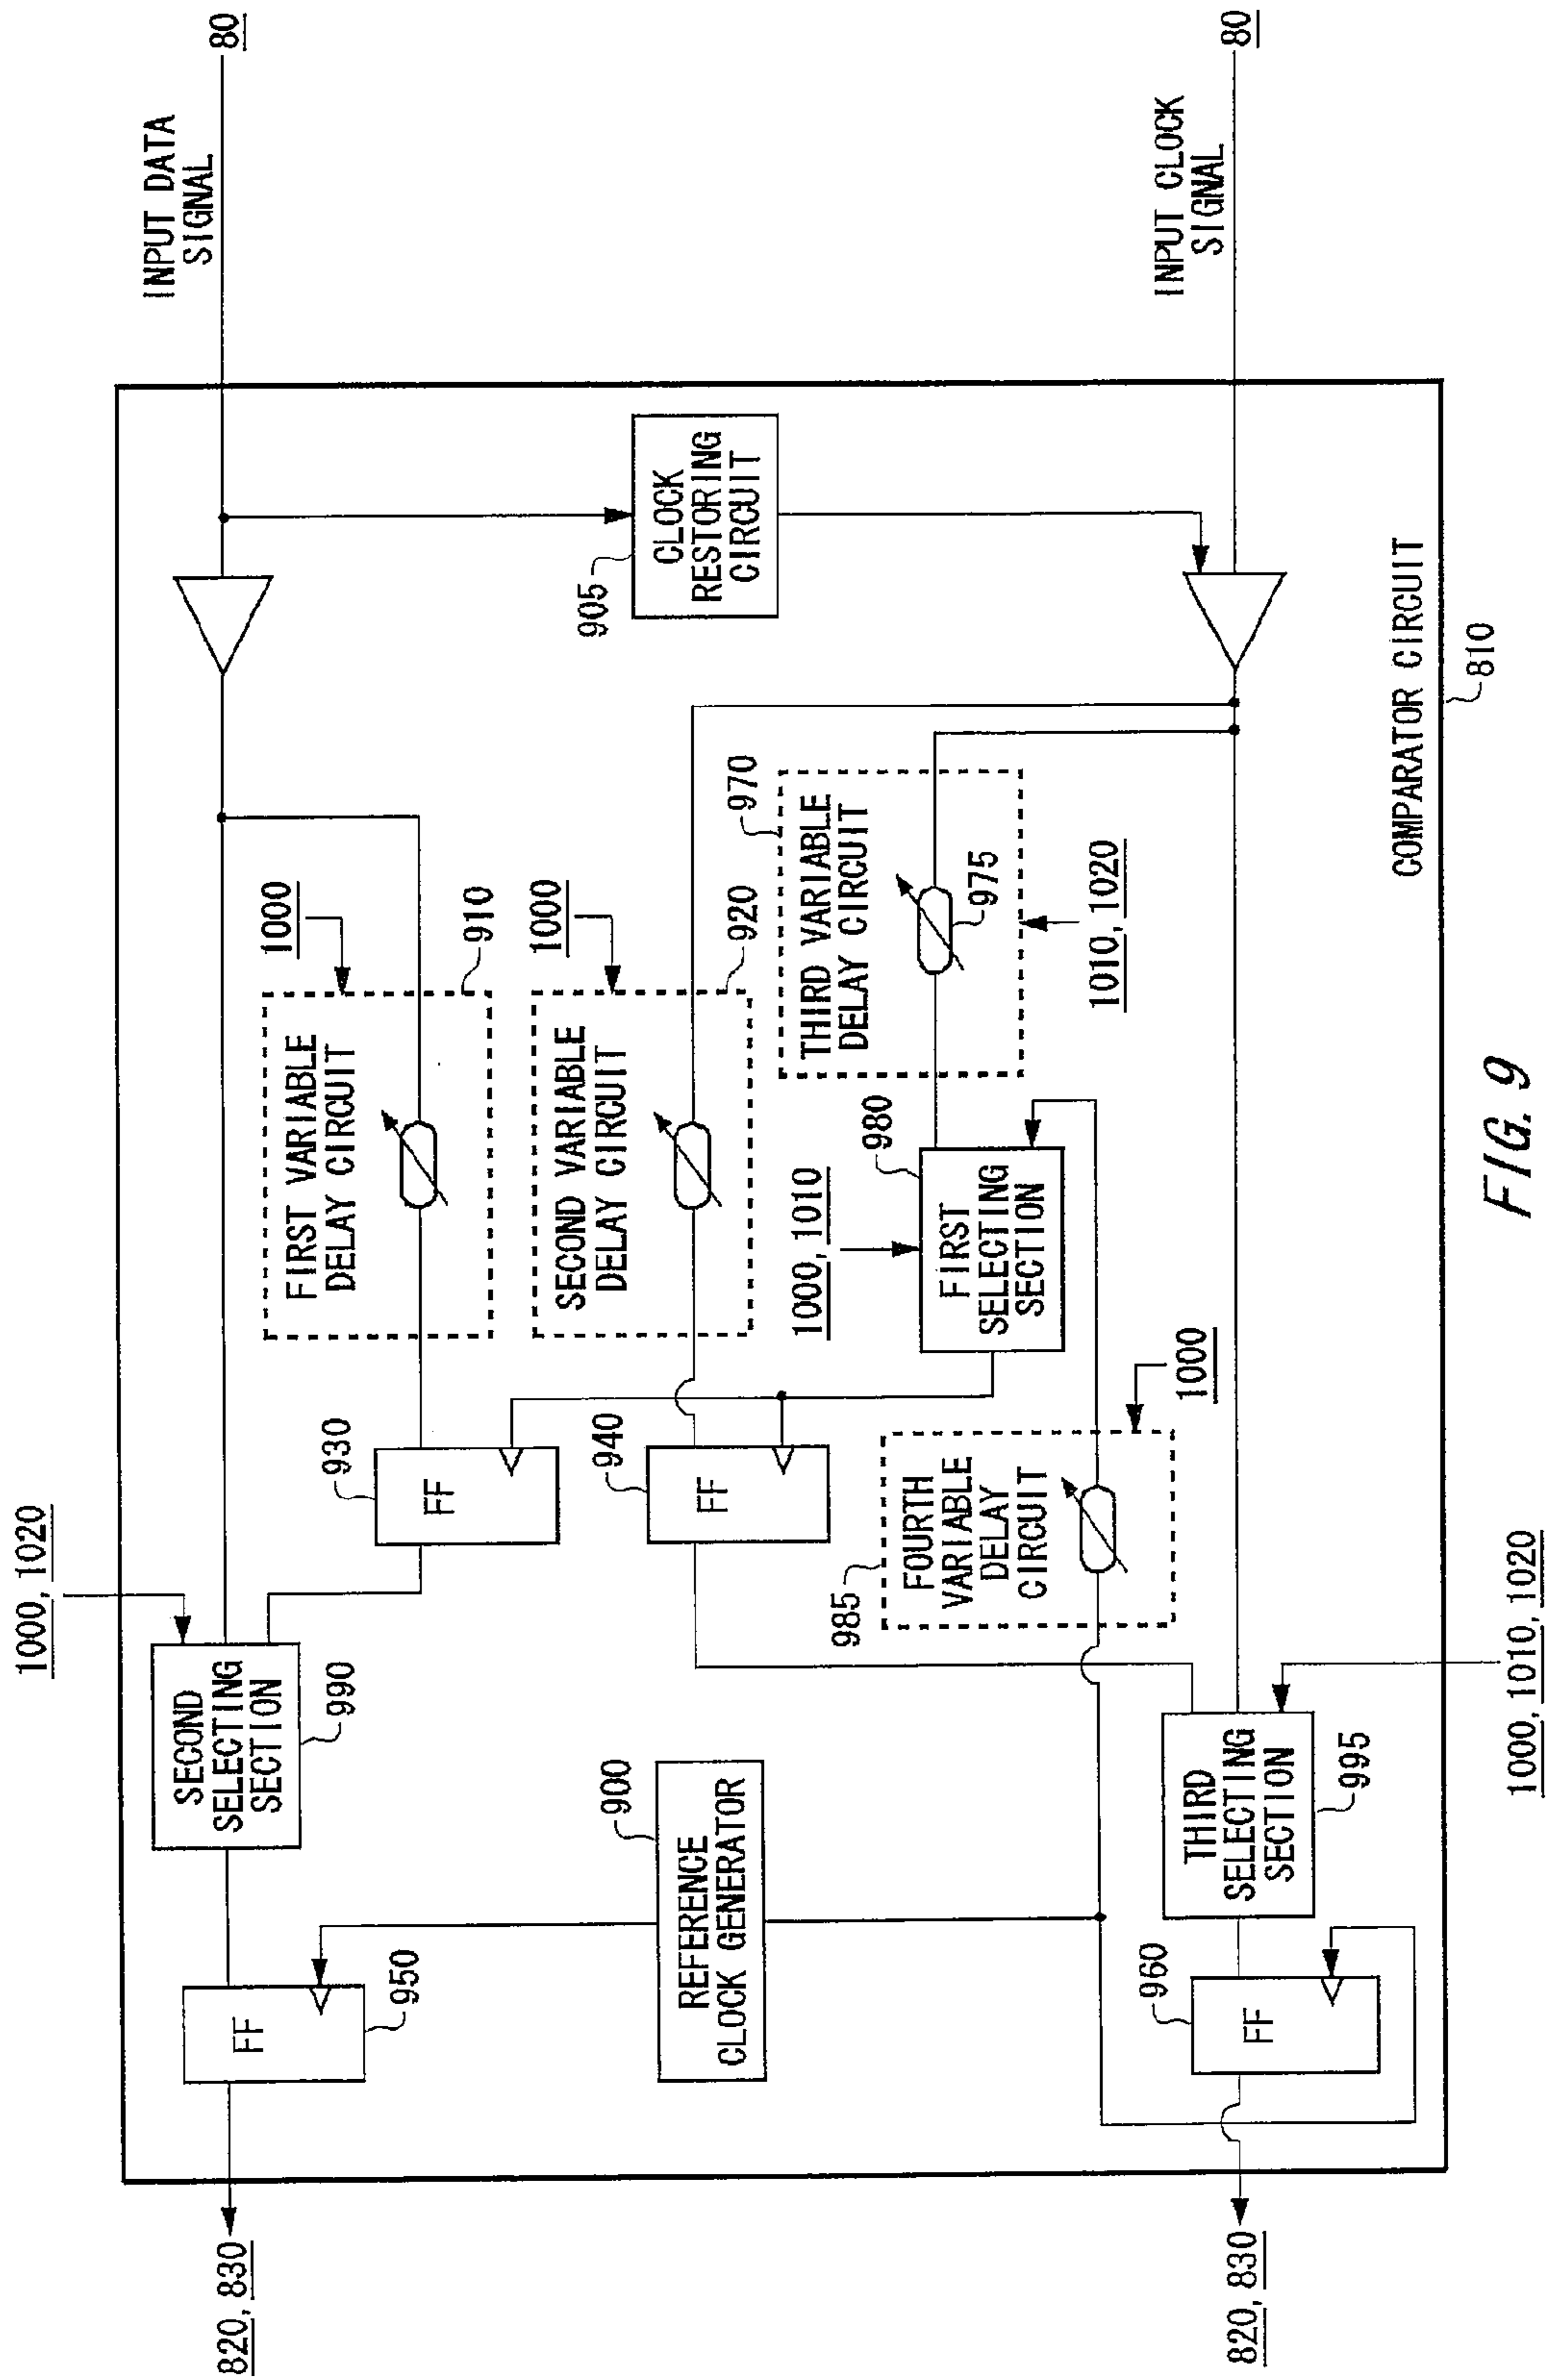 1000, 1020
820, 830
FF
950
SECOND
SELECTING
SECTION
990
930
FF
1000
FIRST VARIABLE
DELAY CIRCUIT
910
INPUT DATA
SIGNAL
80
REFERENCE
CLOCK GENERATOR
900
940
FF
1000
SECOND VARIABLE
DELAY CIRCUIT
920
905
CLOCK
RESTORING
CIRCUIT
985
FOURTH
VARIABLE
DELAY
CIRCUIT
1000
1000, 1010
980
FIRST
SELECTING
SECTION
970
THIRD VARIABLE
DELAY CIRCUIT
975
1010, 1020
820, 830
960
FF
THIRD
SELECTING
SECTION
995
1000, 1010, 1020
INPUT CLOCK
SIGNAL
80
COMPARATOR CIRCUIT
810
FIG. 9